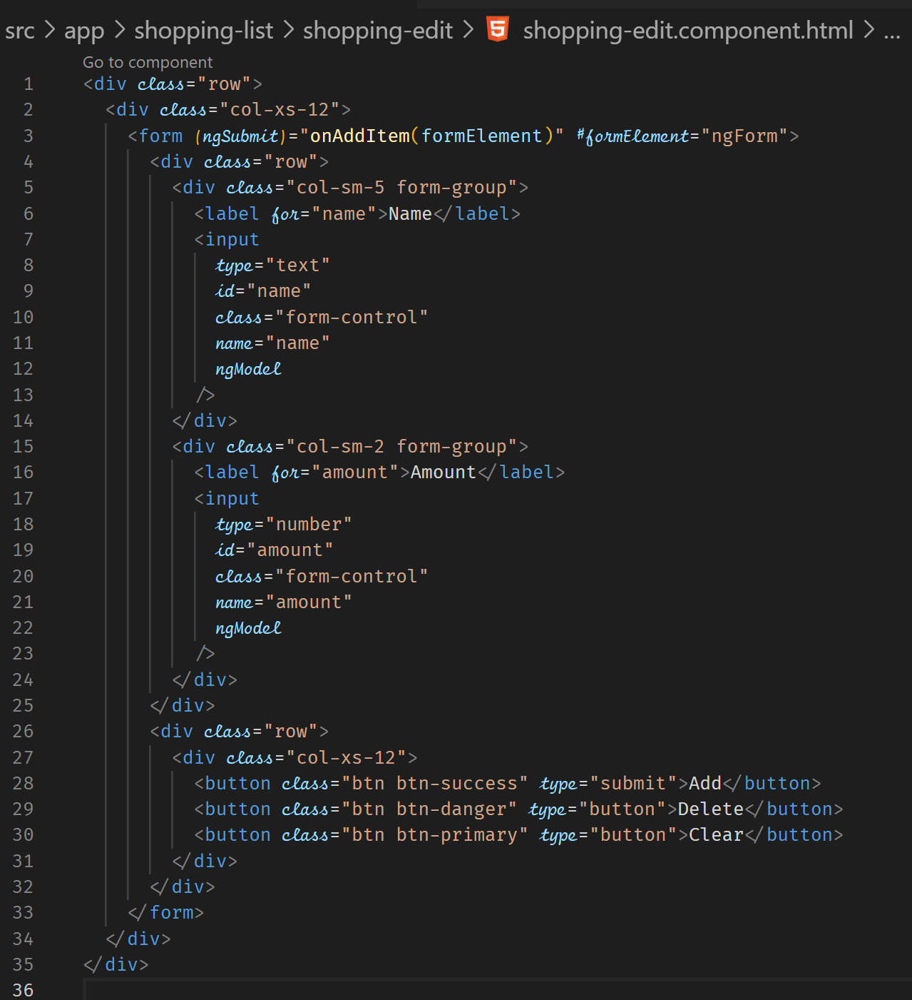 src > app > shopping-list > shopping-edit > shopping-edit.component.html > ...
Go to component
1 <div class="row">
2 <div class="col-xs-12">
3 <form (ngSubmit)="onAddItem(formElement)" #formElement="ngForm">
4 <div class="row">
5 <div class="col-sm-5 form-group">
6 <label for="name">Name</label>
7 <input
8 type="text"
9 id="name"
10 class="form-control"
11 name="name"
12 ngModel
13 />
14 </div>
15 <div class="col-sm-2 form-group">
16 <label for="amount">Amount</label>
17 <input
18 type="number"
19 id="amount"
20 class="form-control"
21 name="amount"
22 ngModel
23 />
24 </div>
25 </div>
26 <div class="row">
27 <div class="col-xs-12">
28 <button class="btn btn-success" type="submit">Add</button>
29 <button class="btn btn-danger" type="button">Delete</button>
30 <button class="btn btn-primary" type="button">Clear</button>
31 </div>
32 </div>
33 </form>
34 </div>
35 </div>
36